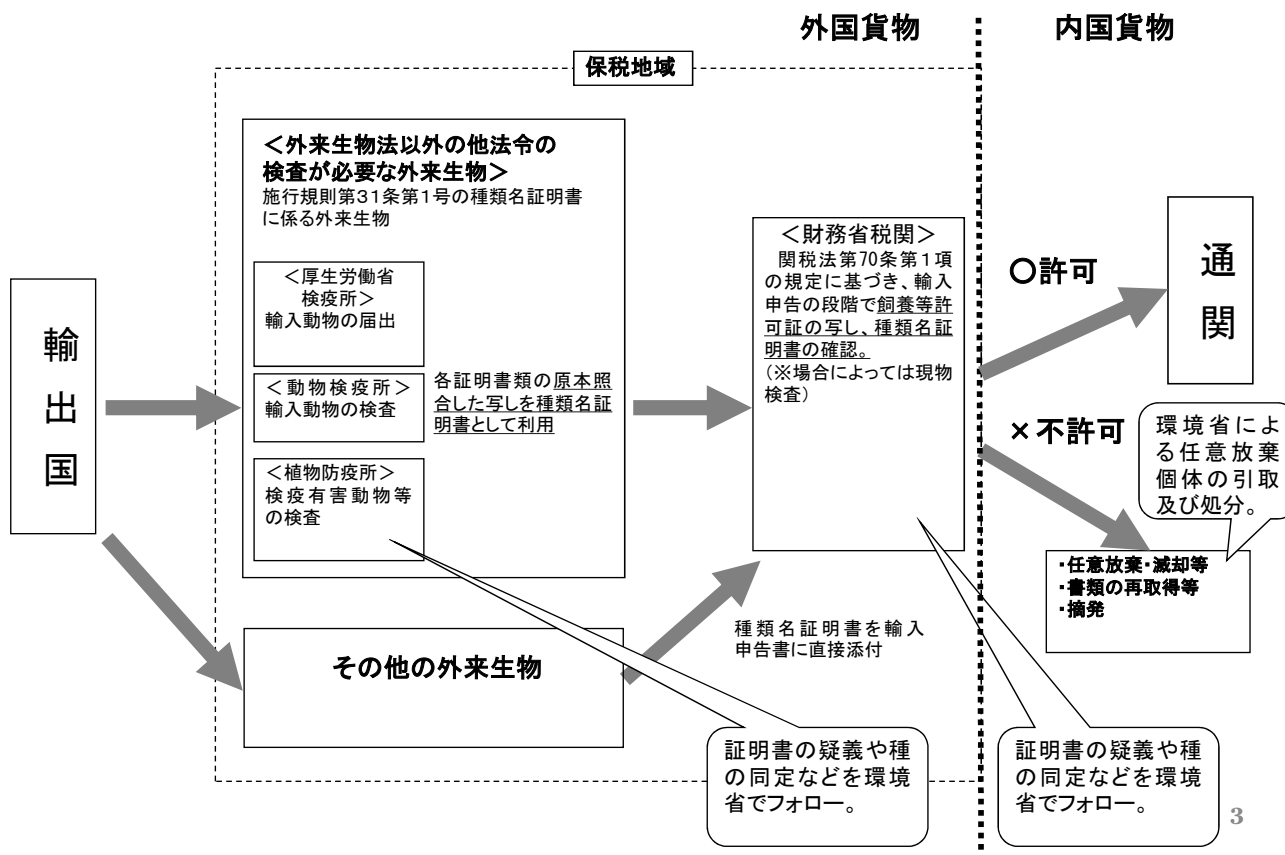 外国貨物
内国貨物
保税地域
＜外来生物法以外の他法令の
検査が必要な外来生物＞
施行規則第３１条第１号の種類名証明書
に係る外来生物
＜厚生労働省
検疫所＞
輸入動物の届出
＜動物検疫所＞
輸入動物の検査
＜植物防疫所＞
検疫有害動物等
の検査
各証明書類の原本照
合した写しを種類名証
明書として利用
輸出国
その他の外来生物
＜財務省税関＞
関税法第70条第１項
の規定に基づき、輸入
申告の段階で飼養等許
可証の写し、種類名証
明書の確認。
（※場合によっては現物
検査）
種類名証明書を輸入
申告書に直接添付
〇許可
通関
×不許可
環境省によ
る任意放棄
個体の引取
及び処分。
・任意放棄・滅却等
・書類の再取得等
・摘発
証明書の疑義や種
の同定などを環境
省でフォロー。
証明書の疑義や種
の同定などを環境
省でフォロー。
3